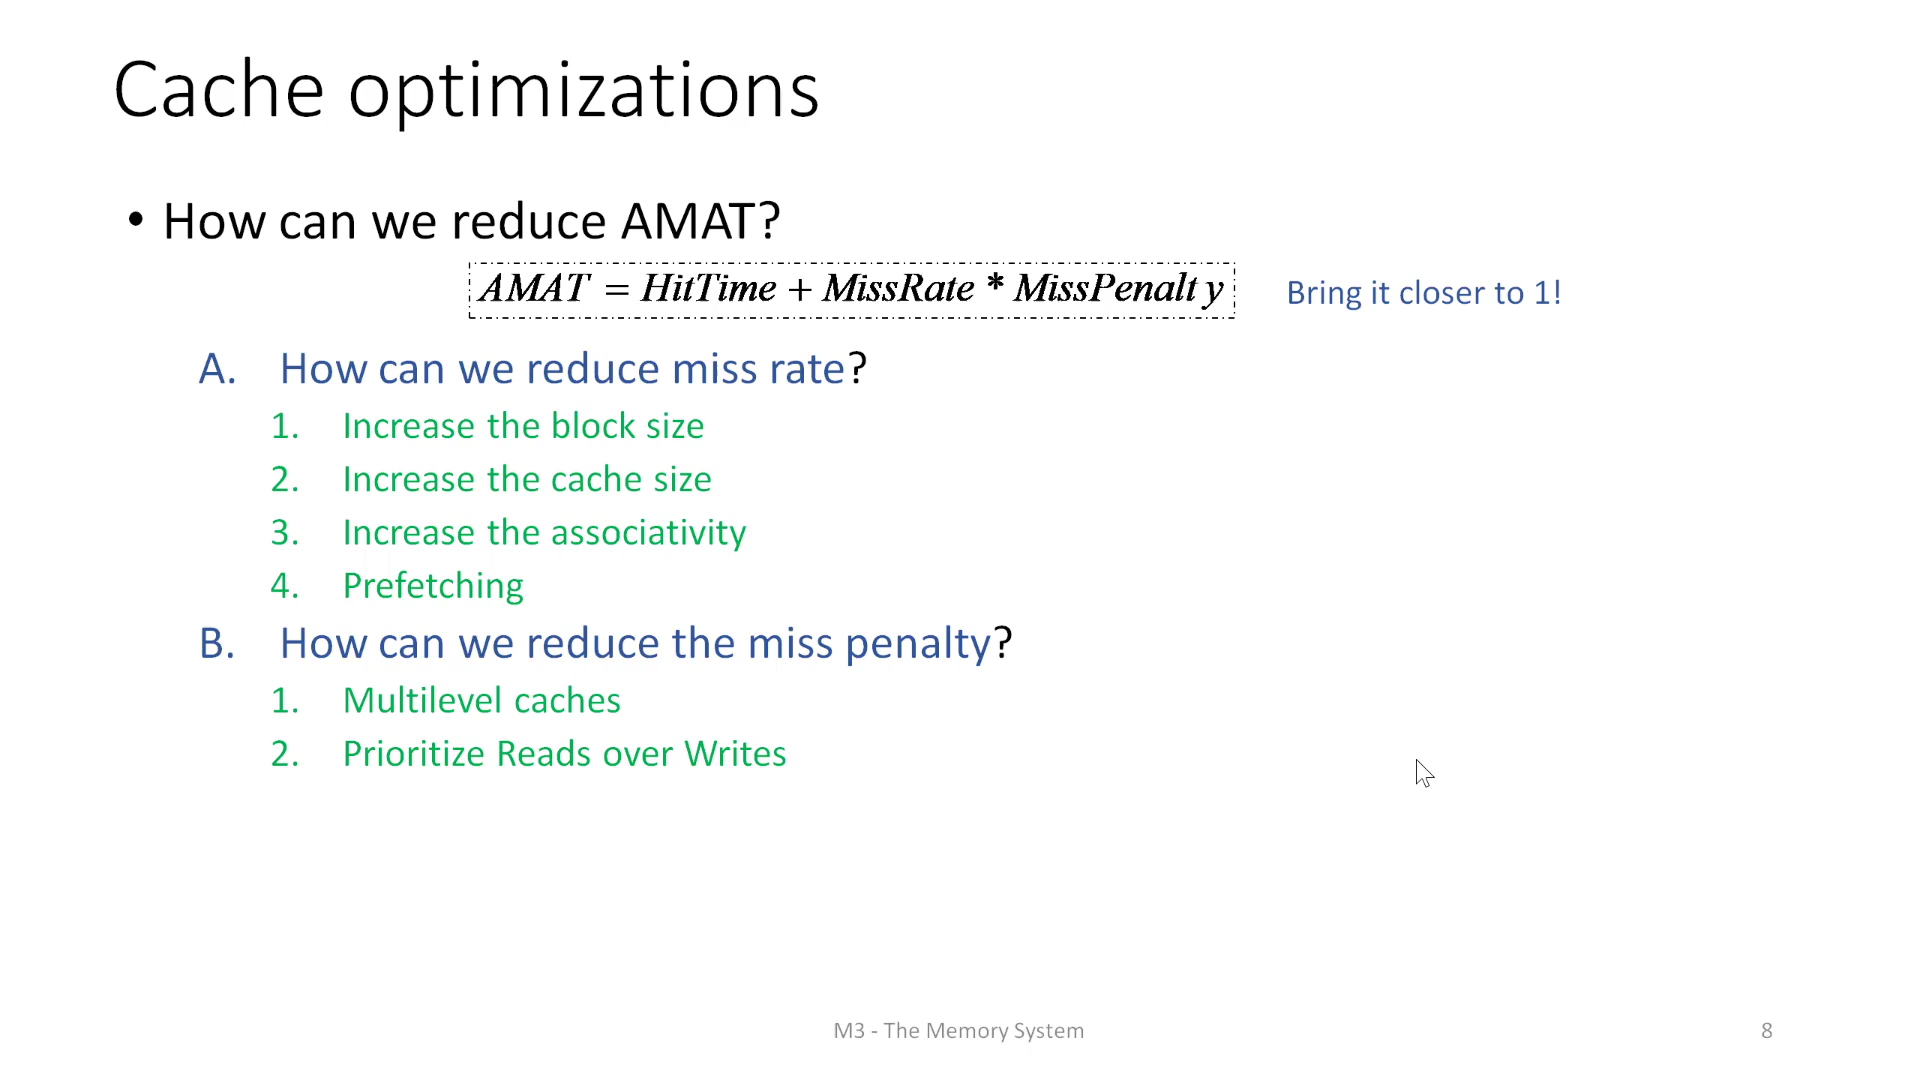 Cache optimizations
• How can we reduce AMAT?
AMAT = HitTime + MissRate * MissPenalt y
Bring it closer to 1!
A. How can we reduce miss rate?
1. Increase the block size
2. Increase the cache size
3. Increase the associativity
4. Prefetching
B. How can we reduce the miss penalty?
1. Multilevel caches
2. Prioritize Reads over Writes
M3 - The Memory System
8